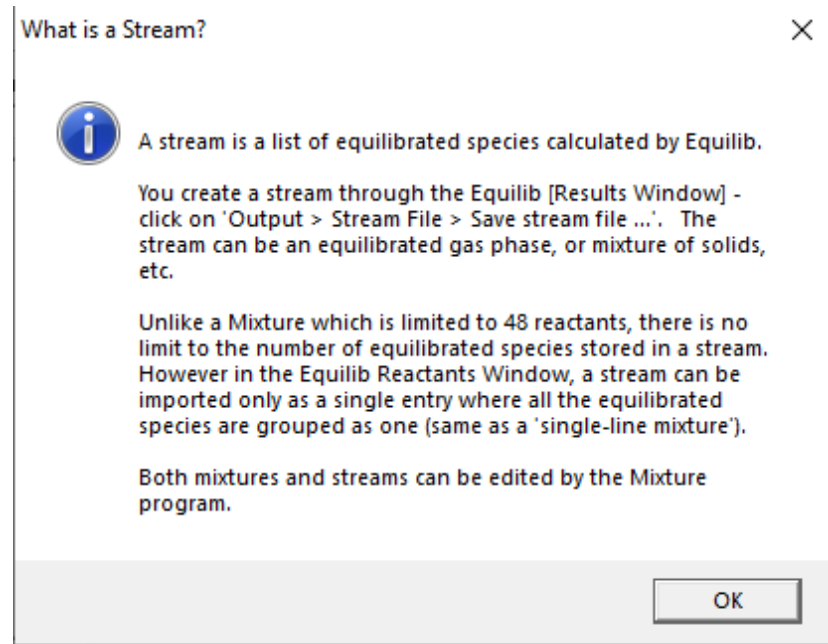 What is a Stream?
A stream is a list of equilibrated species calculated by Equilib.
You create a stream through the Equilib [Results Window] -
click on 'Output > Stream File > Save stream file ...'.  The
stream can be an equilibrated gas phase, or mixture of solids,
etc.
Unlike a Mixture which is limited to 48 reactants, there is no
limit to the number of equilibrated species stored in a stream.
However in the Equilib Reactants Window, a stream can be
imported only as a single entry where all the equilibrated
species are grouped as one (same as a 'single-line mixture').
Both mixtures and streams can be edited by the Mixture
program.
OK